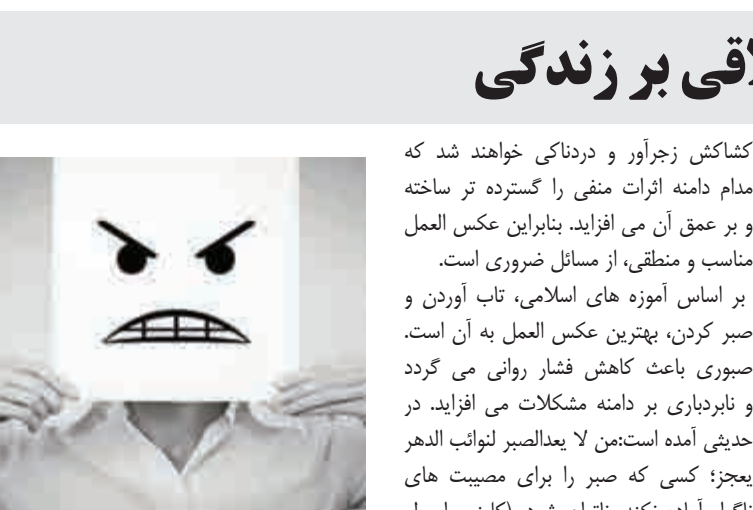 بر زندگی
کشاکش زجرآور و دردناکی خواهند شد که
مدام دامنه اثرات منفی را گسترده تر ساخته
و بر عمق آن می افزاید. بنابراین عکس العمل
مناسب و منطقی، از مسائل ضروری است.
بر اساس آموزه های اسلامی، تاب آوردن و
صبر کردن، بهترین عکس العمل به آن است.
صبوری باعث کاهش فشار روانی می گردد
و نابردباری بر دامنه مشکلات می افزاید. در
حدیثی آمده است:من لا یعدالصبر لنوائب الدهر
یعجز؛ کسی که صبر را برای مصیبت های